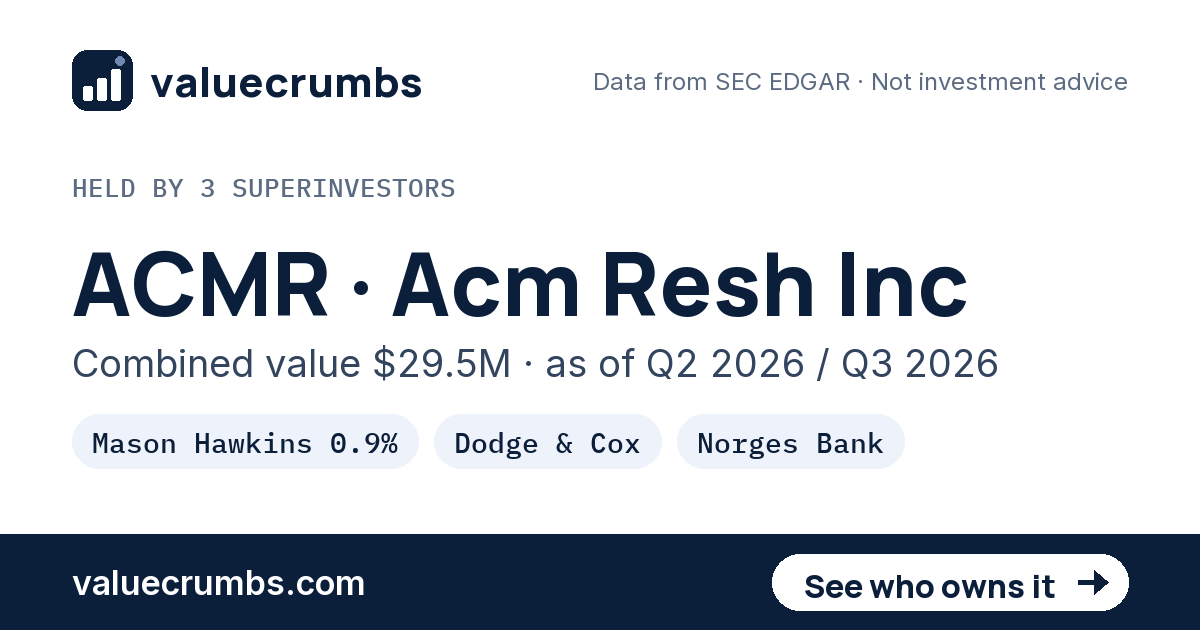 valuecrumbs
Data from SEC EDGAR · Not investment advice
HELD BY 3 SUPERINVESTORS
ACMR · Acm Resh Inc
Combined value $29.5M · as of Q2 2026 / Q3 2026
Mason Hawkins 0.9% Dodge & Cox Norges Bank
valuecrumbs.com
See who owns it →